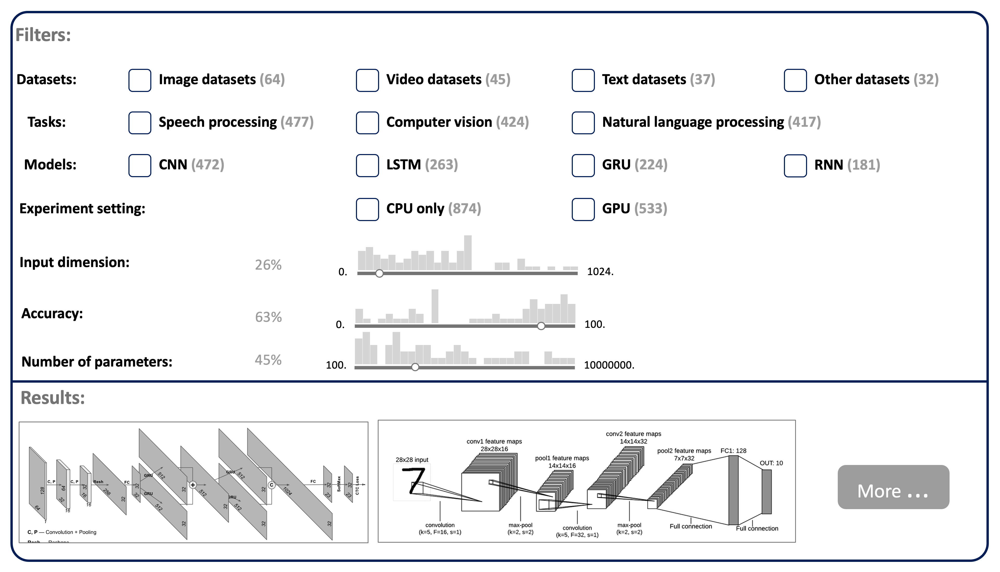 Filters:
Datasets: Image datasets (64) Video datasets (45) Text datasets (37) Other datasets (32)
Tasks: Speech processing (477) Computer vision (424) Natural language processing (417)
Models: CNN (472) LSTM (263) GRU (224) RNN (181)
Experiment setting: CPU only (874) GPU (533)
Input dimension: 26% 0. 1024.
Accuracy: 63% 0. 100.
Number of parameters: 45% 100. 10000000.
Results:
128
64
1
C, P
64
32
16
C, P
32
16
16
Resh
256
32
FC
32
32
GRU
512
32
GRU
512
32
+
512
32
GRU
512
32
GRU
512
32
C
1024
32
FC
32
23
SoftMax
32
23
CTC Loss
C, P — Convolution + Pooling
Resh — Reshape
28x28 input
7
conv1 feature maps
28x28x16
pool1 feature maps
14x14x16
conv2 feature maps
14x14x32
pool2 feature maps
7x7x32
FC1: 128
OUT: 10
convolution
(k=5, F=16, s=1)
max-pool
(k=2, s=2)
convolution
(k=5, F=32, s=1)
max-pool
(k=2, s=2)
Full connection
Full connection
More ...